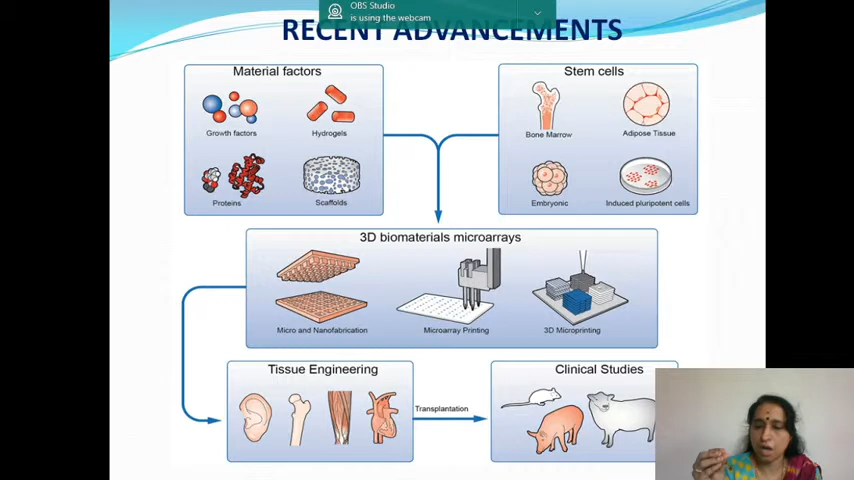 OBS Studio
is using the webcam
RECENT ADVANCEMENTS
Material factors
Growth factors
Hydrogels
Proteins
Scaffolds
Stem cells
Bone Marrow
Adipose Tissue
Embryonic
Induced pluripotent cells
3D biomaterials microarrays
Micro and Nanofabrication
Microarray Printing
3D Microprinting
Tissue Engineering
Transplantation
Clinical Studies